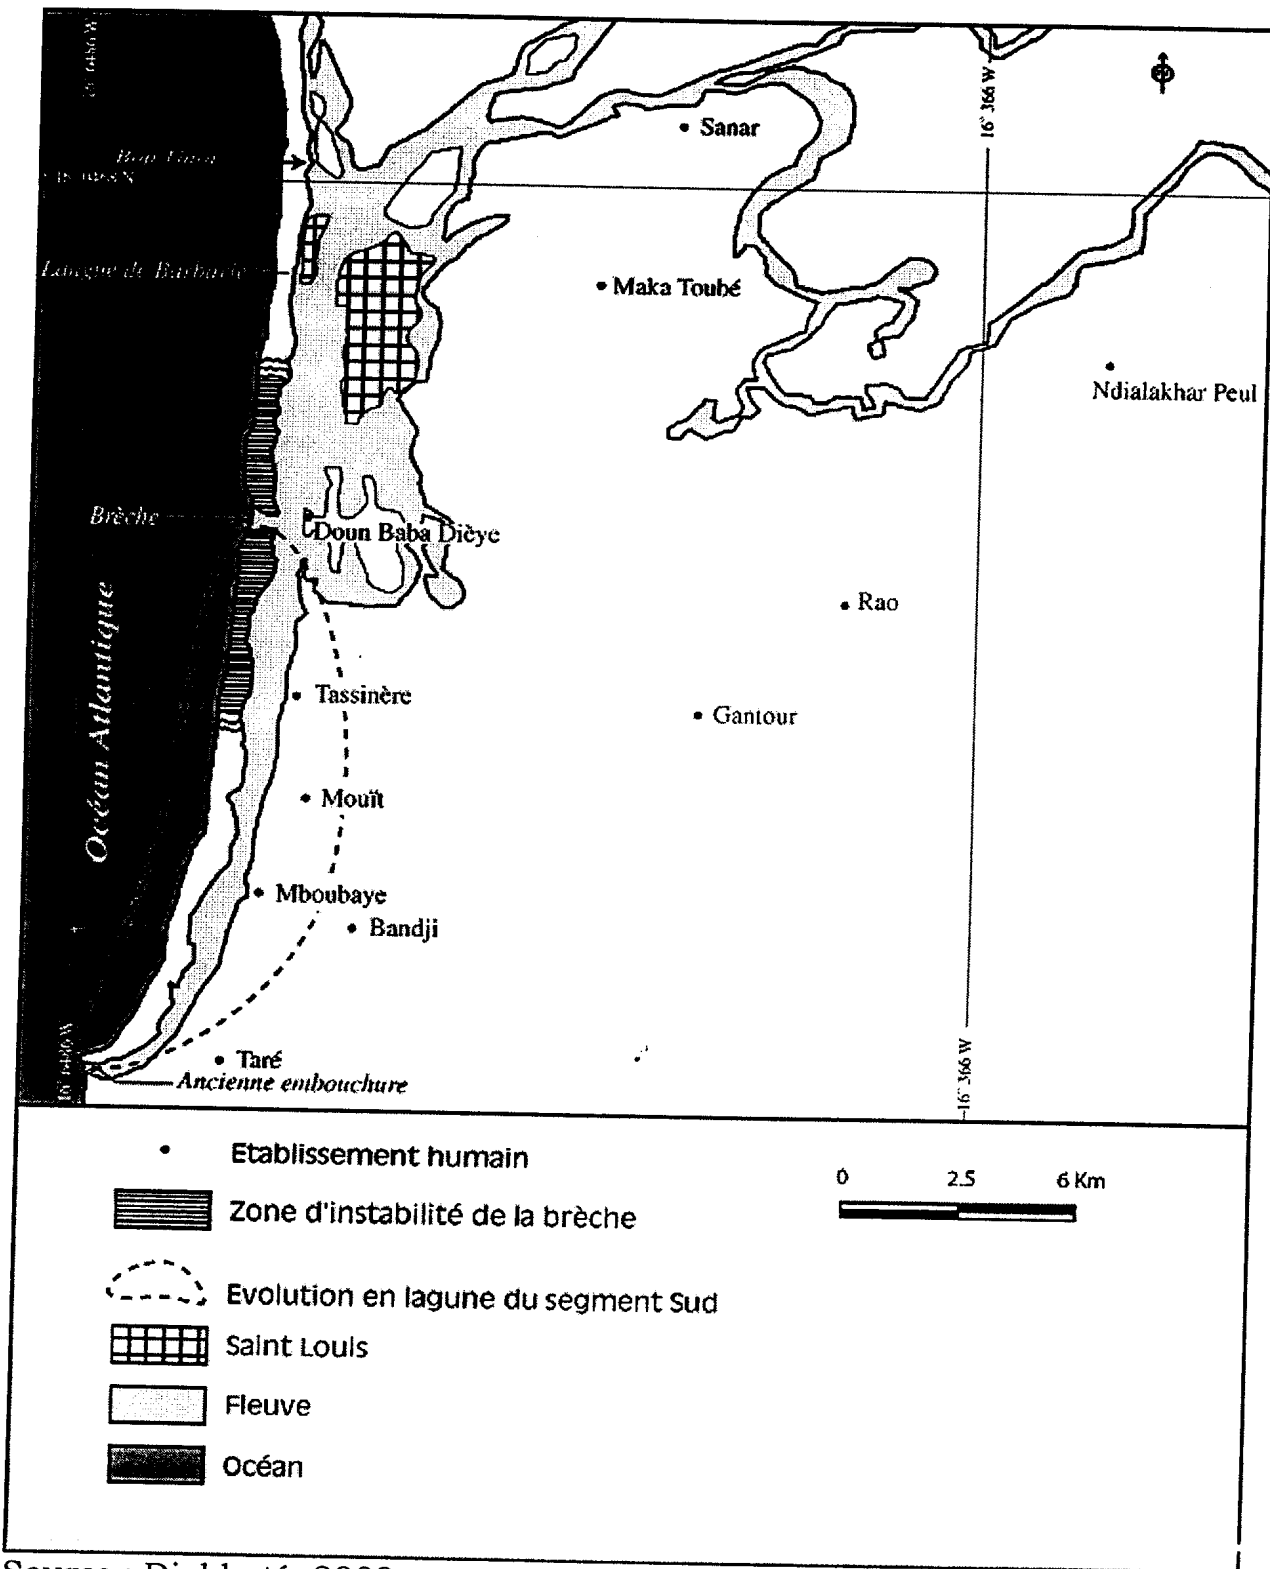 Sanar
16° 366 W
Langue de Barbarie
Maka Toubé
Ndialakhar Peul
Brèche
Doun Baba Dièye
Océan Atlantique
Rao
Tassinère
Gantour
Mouït
Mboubaye
Bandji
Taré
Ancienne embouchure
16° 366 W
Etablissement humain
0 2.5 6 Km
Zone d'instabilité de la brèche
Evolution en lagune du segment Sud
Saint Louis
Fleuve
Océan